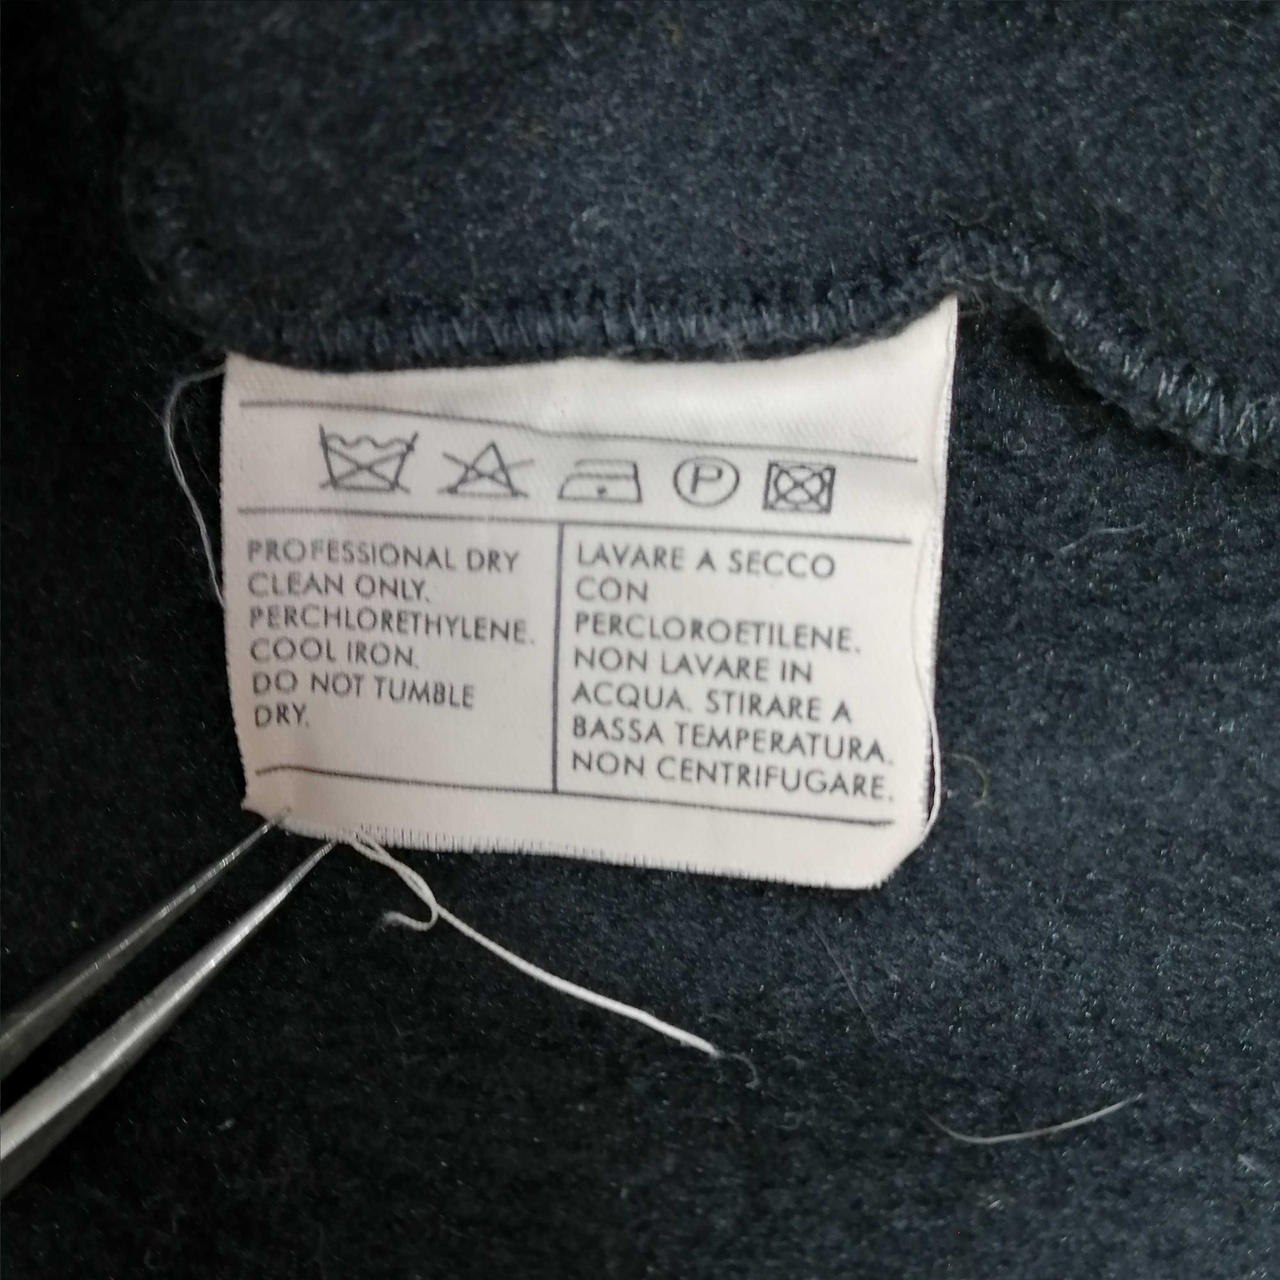 P
PROFESSIONAL DRY
CLEAN ONLY.
PERCHLORETHYLENE.
COOL IRON.
DO NOT TUMBLE
DRY.
LAVARE A SECCO
CON
PERCLOROETILENE.
NON LAVARE IN
ACQUA. STIRARE A
BASSA TEMPERATURA.
NON CENTRIFUGARE.